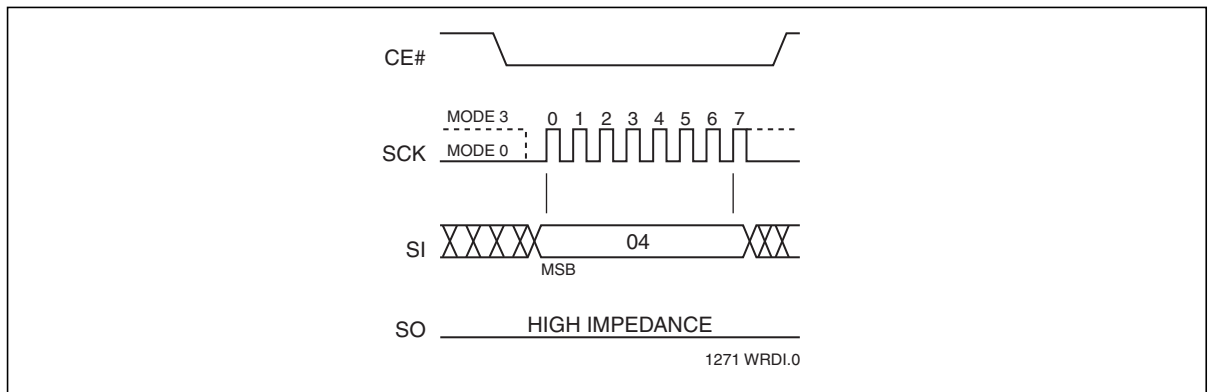 CE#
MODE 3
0 1 2 3 4 5 6 7
SCK
MODE 0
SI
04
MSB
SO
HIGH IMPEDANCE
1271 WRDI.0